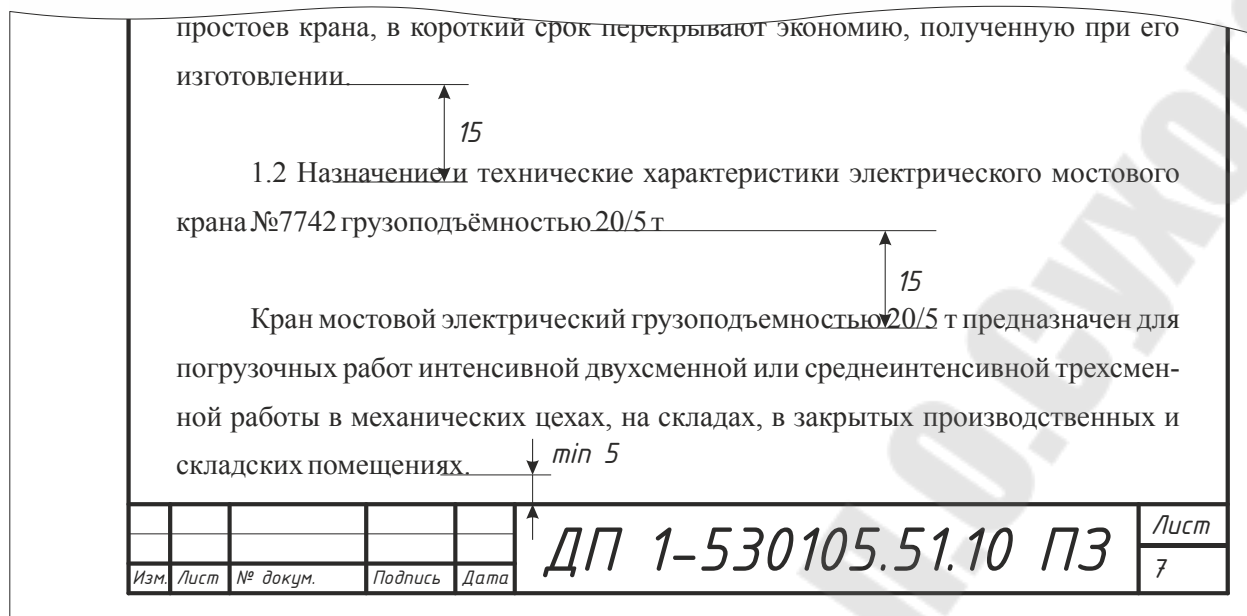 простоев крана, в короткий срок перекрывают экономию, полученную при его
изготовлении.
15
1.2 Назначение и технические характеристики электрического мостового
крана №7742 грузоподъёмностью 20/5 т
15
Кран мостовой электрический грузоподъемностью 20/5 т предназначен для
погрузочных работ интенсивной двухсменной или среднеинтенсивной трехсмен-
ной работы в механических цехах, на складах, в закрытых производственных и
складских помещениях.
min 5
ДП 1-530105.51.10 ПЗ
Лист
7
Изм. Лист № докум. Подпись Дата